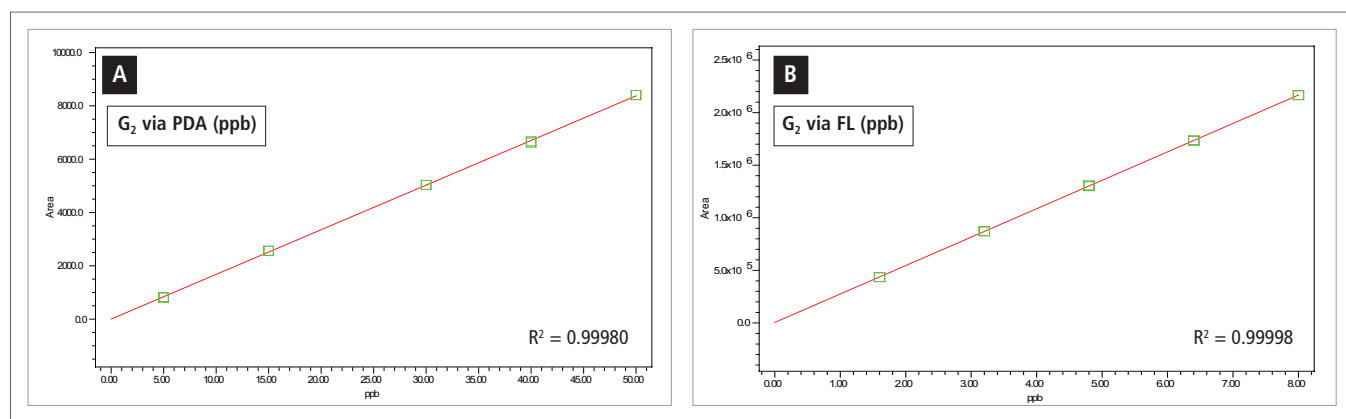 A
G₂ via PDA (ppb)
10000.0
8000.0
6000.0
4000.0
2000.0
0.0
Area
R² = 0.99980
0.00 5.00 10.00 15.00 20.00 25.00 30.00 35.00 40.00 45.00 50.00
ppb
B
G₂ via FL (ppb)
2.5x10 6
2.0x10 6
1.5x10 6
1.0x10 6
5.0x10 5
0.0
Area
R² = 0.99998
0.00 1.00 2.00 3.00 4.00 5.00 6.00 7.00 8.00
ppb